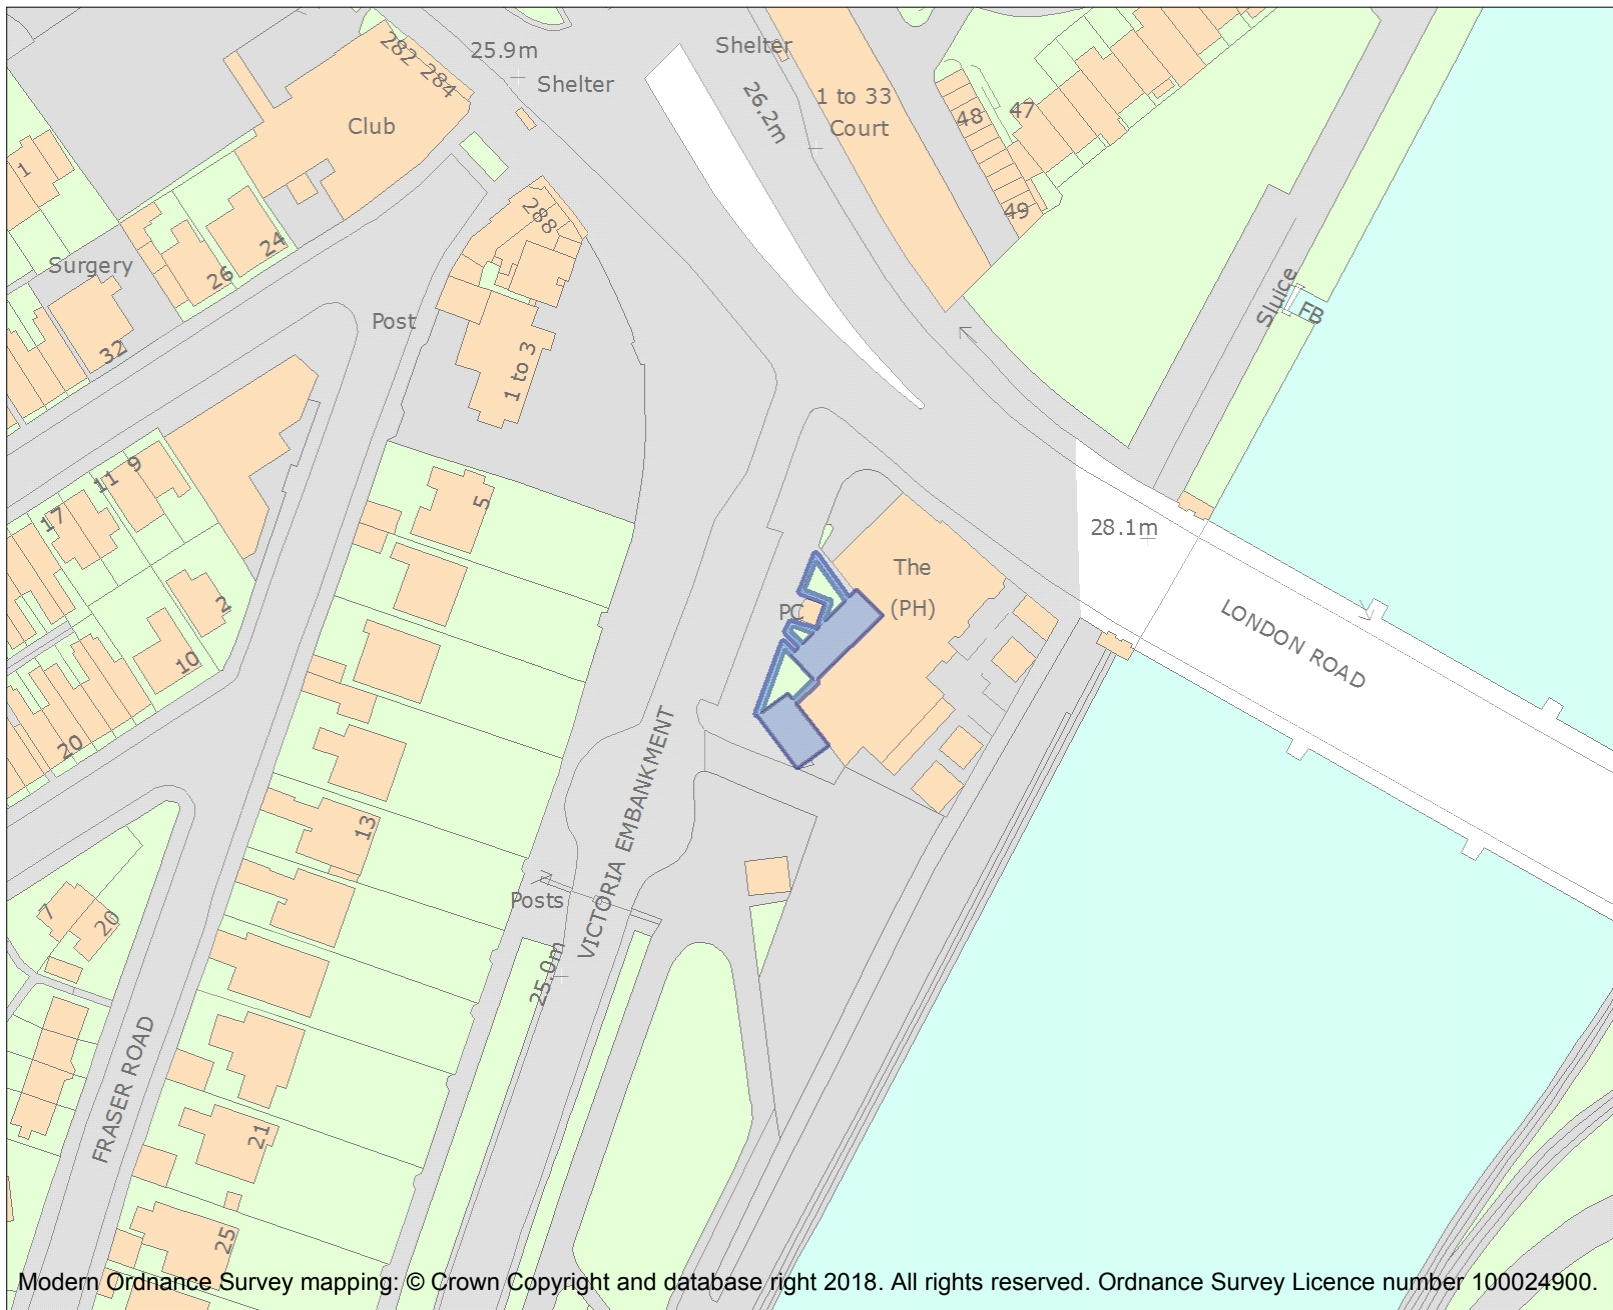 282
284
25.9m
Shelter
Shelter
26.2m
1 to 33
Court
Club
48
47
49
1
288
24
26
Surgery
32
Post
1 to 3
Sluice
FB
9
11
17
5
28.1m
The
(PH)
PC
2
10
20
LONDON ROAD
VICTORIA EMBANKMENT
13
Posts
7
20
25.0m
FRASER ROAD
21
25
Modern Ordnance Survey mapping: © Crown Copyright and database right 2018. All rights reserved. Ordnance Survey Licence number 100024900.